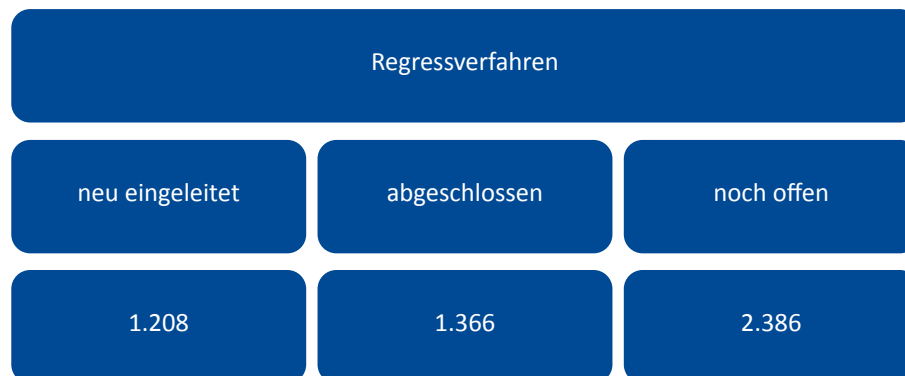 Regressverfahren
neu eingeleitet
abgeschlossen
noch offen
1.208
1.366
2.386